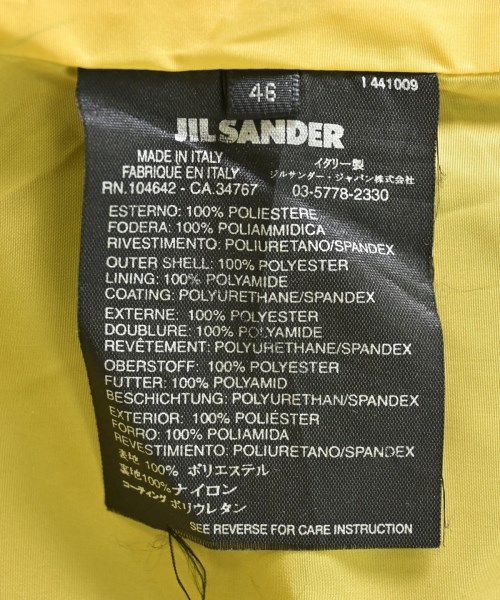 46
I 441009
JIL SANDER
MADE IN ITALY イタリー製
FABRIQUE EN ITALY ジルサンダー・ジャパン株式会社
RN.104642 - CA.34767 03-5778-2330
ESTERNO: 100% POLIESTERE
FODERA: 100% POLIAMMIDICA
RIVESTIMENTO: POLIURETANO/SPANDEX
OUTER SHELL: 100% POLYESTER
LINING: 100% POLYAMIDE
COATING: POLYURETHANE/SPANDEX
EXTERNE: 100% POLYESTER
DOUBLURE: 100% POLYAMIDE
REVÊTEMENT: POLYURETHANE/SPANDEX
OBERSTOFF: 100% POLYESTER
FUTTER: 100% POLYAMID
BESCHICHTUNG: POLYURETHANE/SPANDEX
EXTERIOR: 100% POLIÉSTER
FORRO: 100% POLIAMIDA
REVESTIMIENTO: POLIURETANO/SPANDEX
表地 100% ポリエステル
裏地100% ナイロン
コーティング ポリウレタン
SEE REVERSE FOR CARE INSTRUCTION